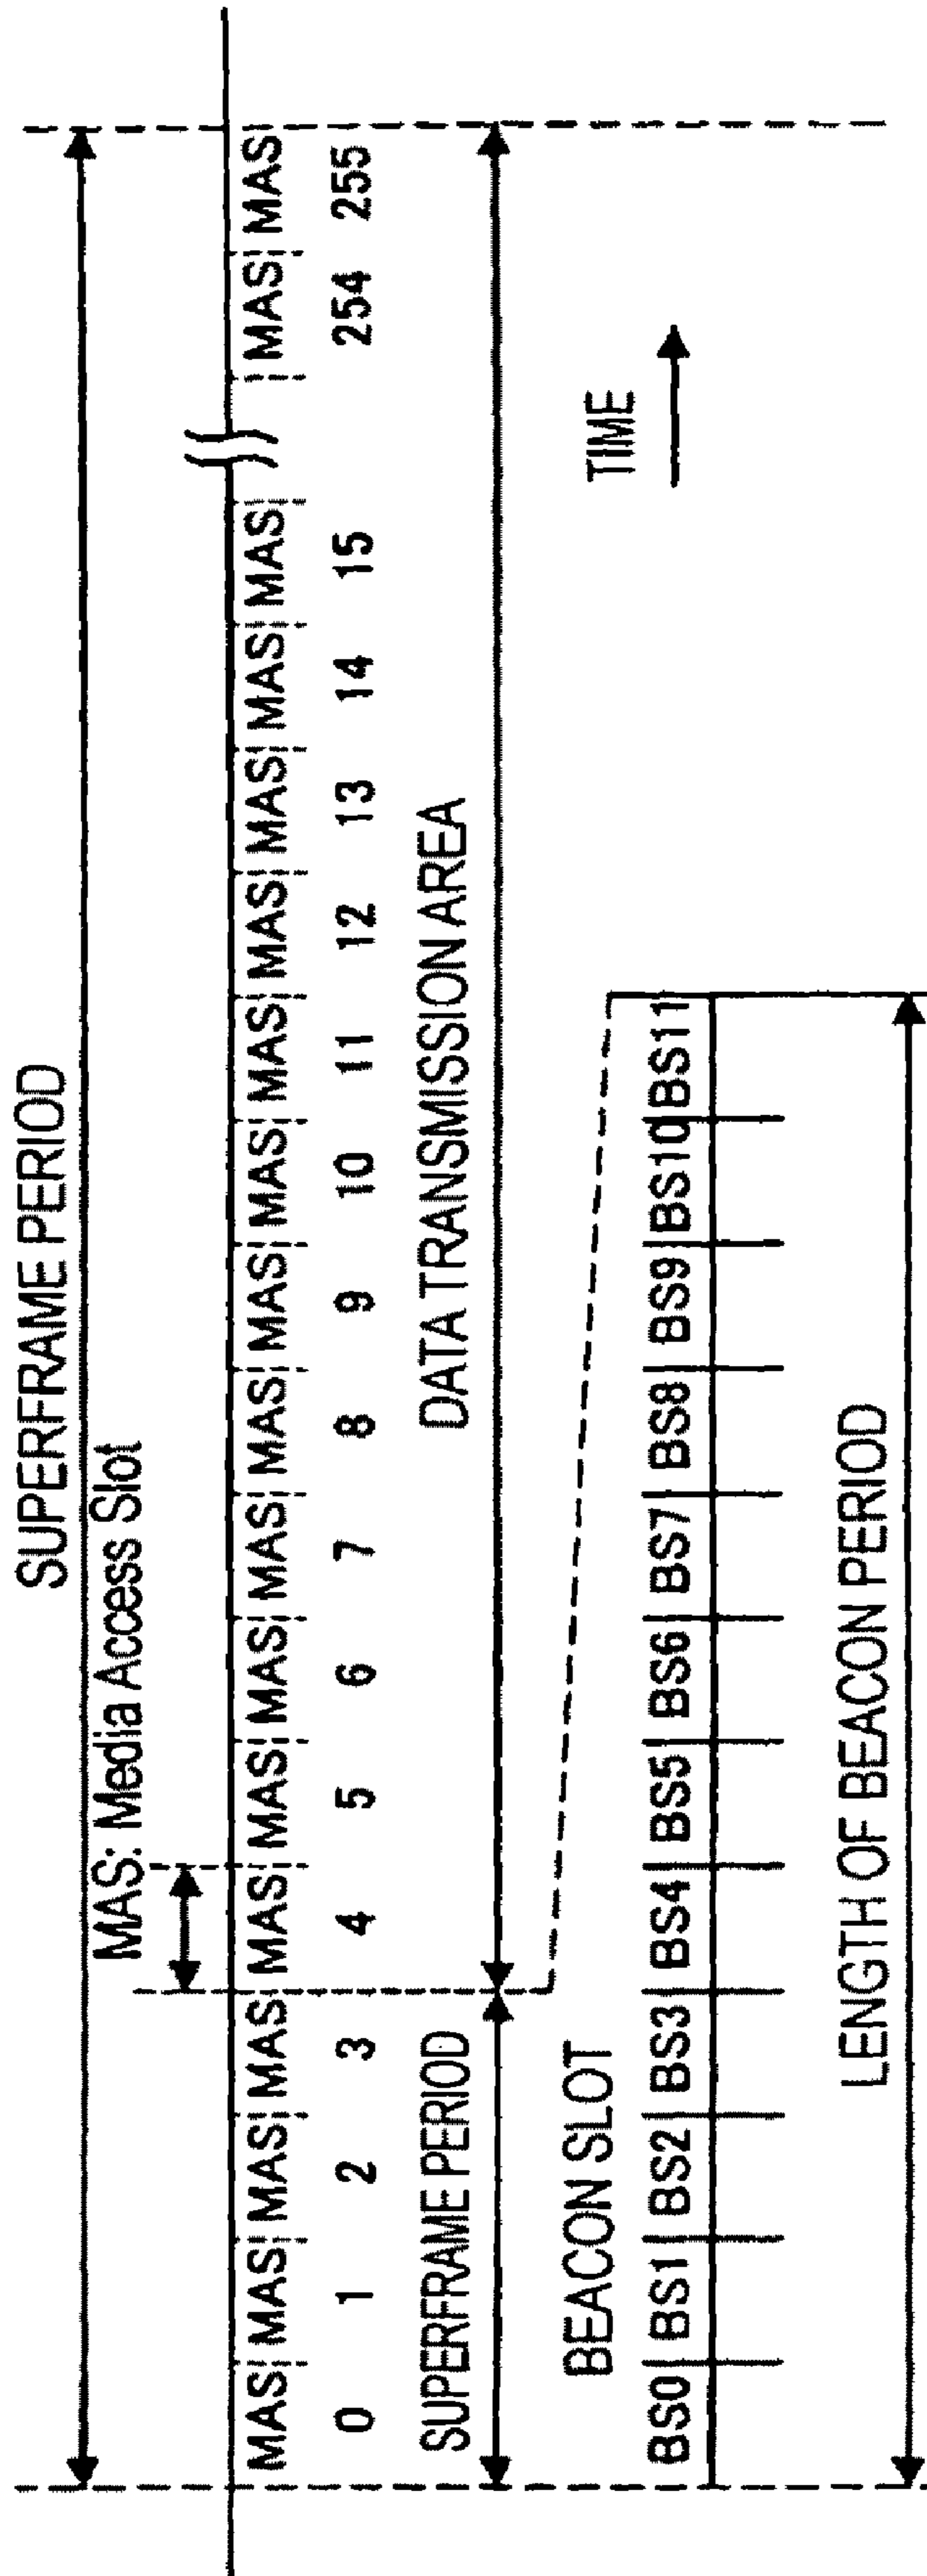 SUPERFRAME PERIOD
MAS: Media Access Slot
MAS MAS MAS MAS MAS MAS MAS MAS MAS MAS MAS MAS MAS MAS MAS MAS MAS MAS
0 1 2 3 4 5 6 7 8 9 10 11 12 13 14 15 254 255
SUPERFRAME PERIOD
DATA TRANSMISSION AREA
BEACON SLOT
TIME
BS0 BS1 BS2 BS3 BS4 BS5 BS6 BS7 BS8 BS9 BS10 BS11
LENGTH OF BEACON PERIOD